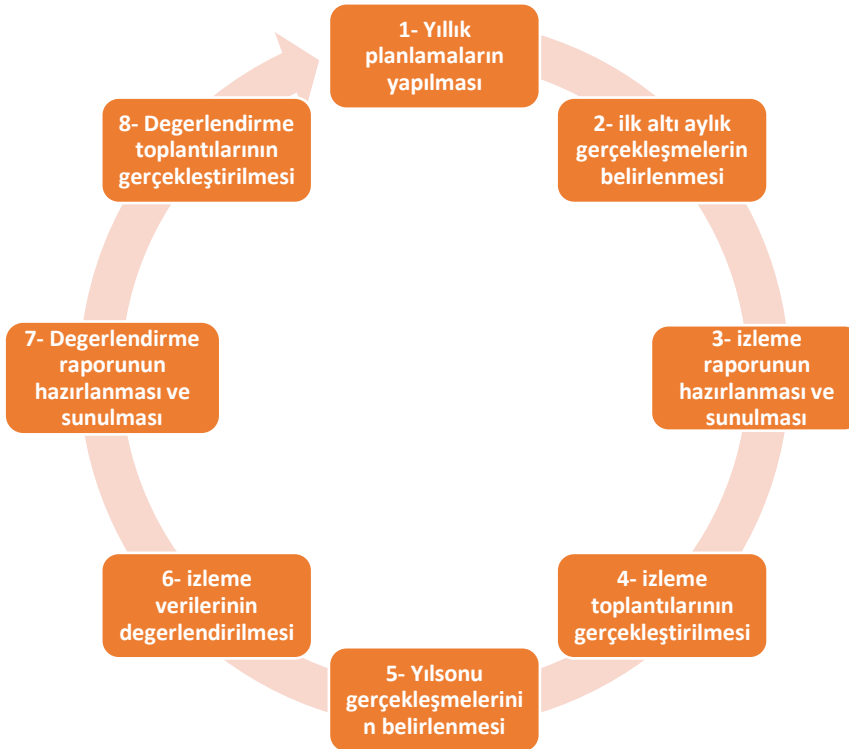 1- Yıllık
planlamaların
yapılması
2- ilk altı aylık
gerçekleşmelerin
belirlenmesi
3- izleme
raporunun
hazırlanması ve
sunulması
4- izleme
toplantılarının
gerçekleştirilmesi
5- Yılsonu
gerçekleşmelerini
n belirlenmesi
6- izleme
verilerinin
degerlendirilmesi
7- Degerlendirme
raporunun
hazırlanması ve
sunulması
8- Degerlendirme
toplantılarının
gerçekleştirilmesi